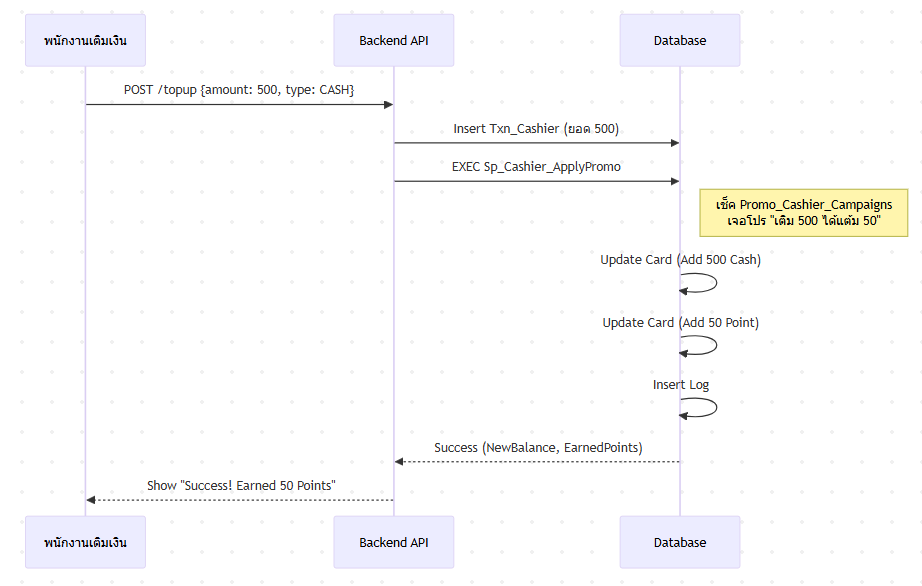 พนักงานเติมเงิน
Backend API
Database
POST /topup {amount: 500, type: CASH}
Insert Txn_Cashier (ยอด 500)
EXEC Sp_Cashier_ApplyPromo
เช็ค Promo_Cashier_Campaigns
เจอโปร "เติม 500 ได้แต้ม 50"
Update Card (Add 500 Cash)
Update Card (Add 50 Point)
Insert Log
Success (NewBalance, EarnedPoints)
Show "Success! Earned 50 Points"
พนักงานเติมเงิน
Backend API
Database